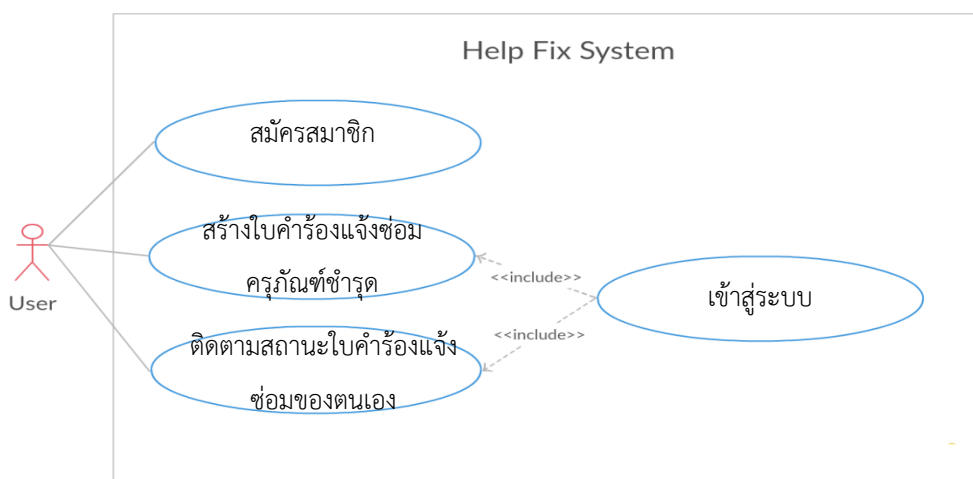 Help Fix System
สมัครสมาชิก
สร้างใบคำร้องแจ้งซ่อม
ครุภัณฑ์ชำรุด
ติดตามสถานะใบคำร้องแจ้ง
ซ่อมของตนเอง
<<include>>
<<include>>
เข้าสู่ระบบ
User